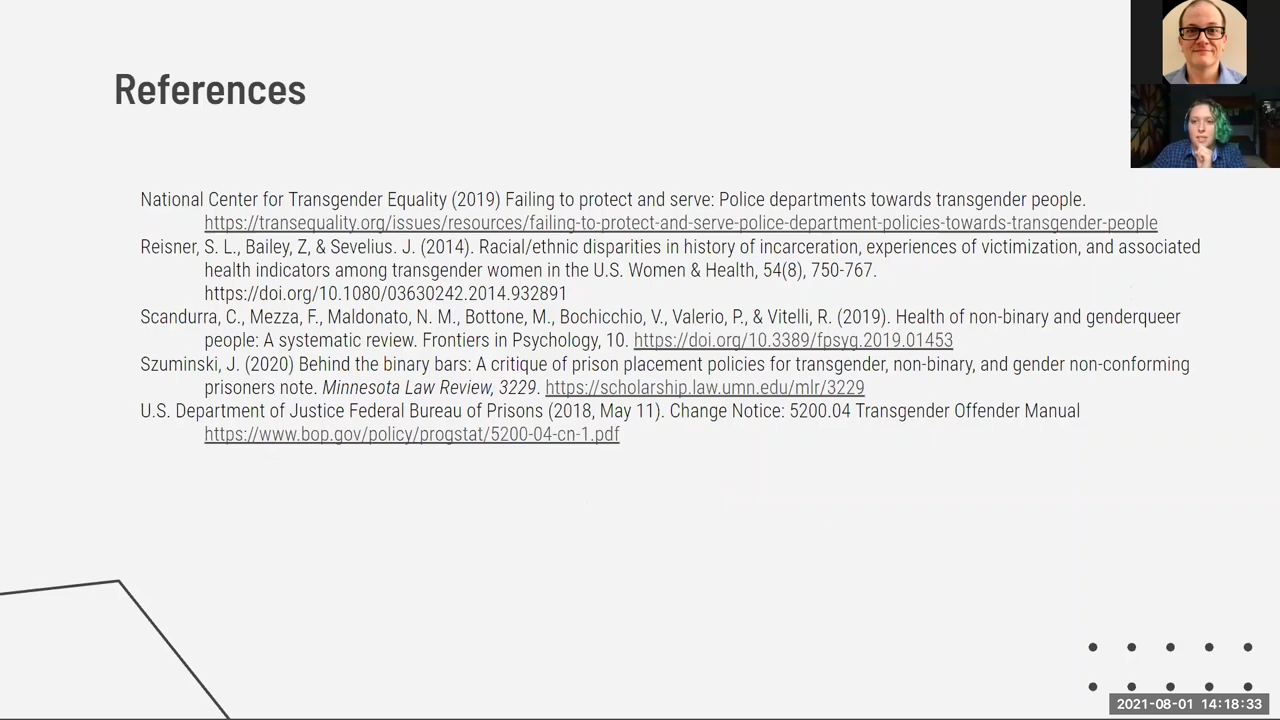 References
National Center for Transgender Equality (2019) Failing to protect and serve: Police departments towards transgender people.
https://transequality.org/issues/resources/failing-to-protect-and-serve-police-department-policies-towards-transgender-people
Reisner, S. L., Bailey, Z, & Sevelius. J. (2014). Racial/ethnic disparities in history of incarceration, experiences of victimization, and associated
health indicators among transgender women in the U.S. Women & Health, 54(8), 750-767.
https://doi.org/10.1080/03630242.2014.932891
Scandurra, C., Mezza, F., Maldonato, N. M., Bottone, M., Bochicchio, V., Valerio, P., & Vitelli, R. (2019). Health of non-binary and genderqueer
people: A systematic review. Frontiers in Psychology, 10. https://doi.org/10.3389/fpsyg.2019.01453
Szuminski, J. (2020) Behind the binary bars: A critique of prison placement policies for transgender, non-binary, and gender non-conforming
prisoners note. Minnesota Law Review, 3229. https://scholarship.law.umn.edu/mlr/3229
U.S. Department of Justice Federal Bureau of Prisons (2018, May 11). Change Notice: 5200.04 Transgender Offender Manual
https://www.bop.gov/policy/progstat/5200-04-cn-1.pdf
2021-08-01 14:18:33